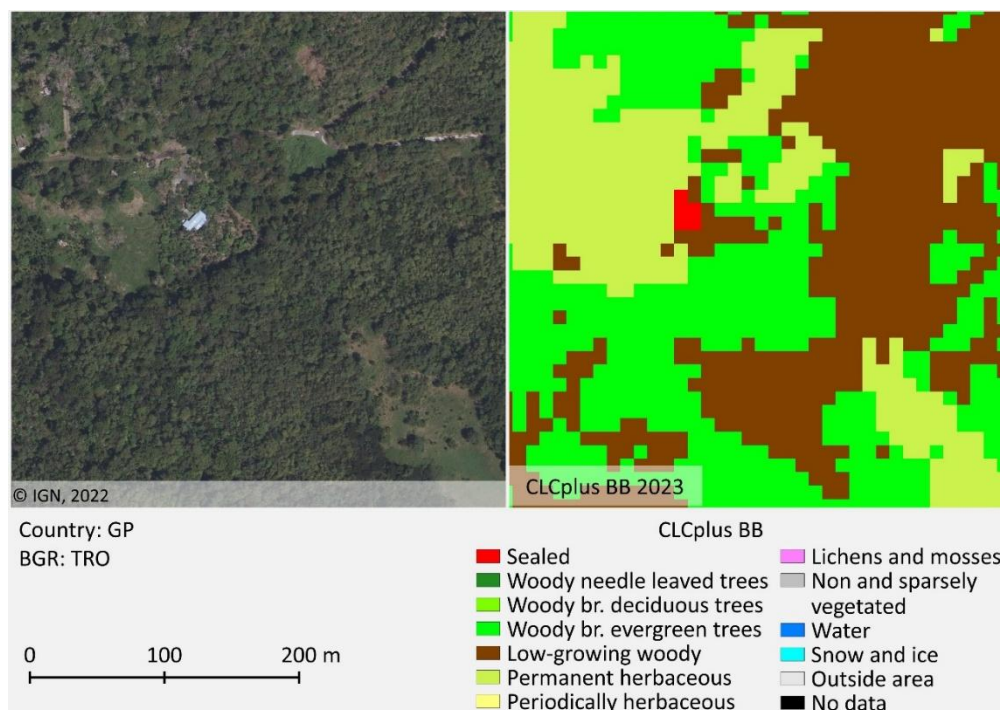 © IGN, 2022
CLCplus BB 2023
Country: GP
BGR: TRO
0 100 200 m
CLCplus BB
Sealed
Woody needle leaved trees
Woody br. deciduous trees
Woody br. evergreen trees
Low-growing woody
Permanent herbaceous
Periodically herbaceous
Lichens and mosses
Non and sparsely
vegetated
Water
Snow and ice
Outside area
No data